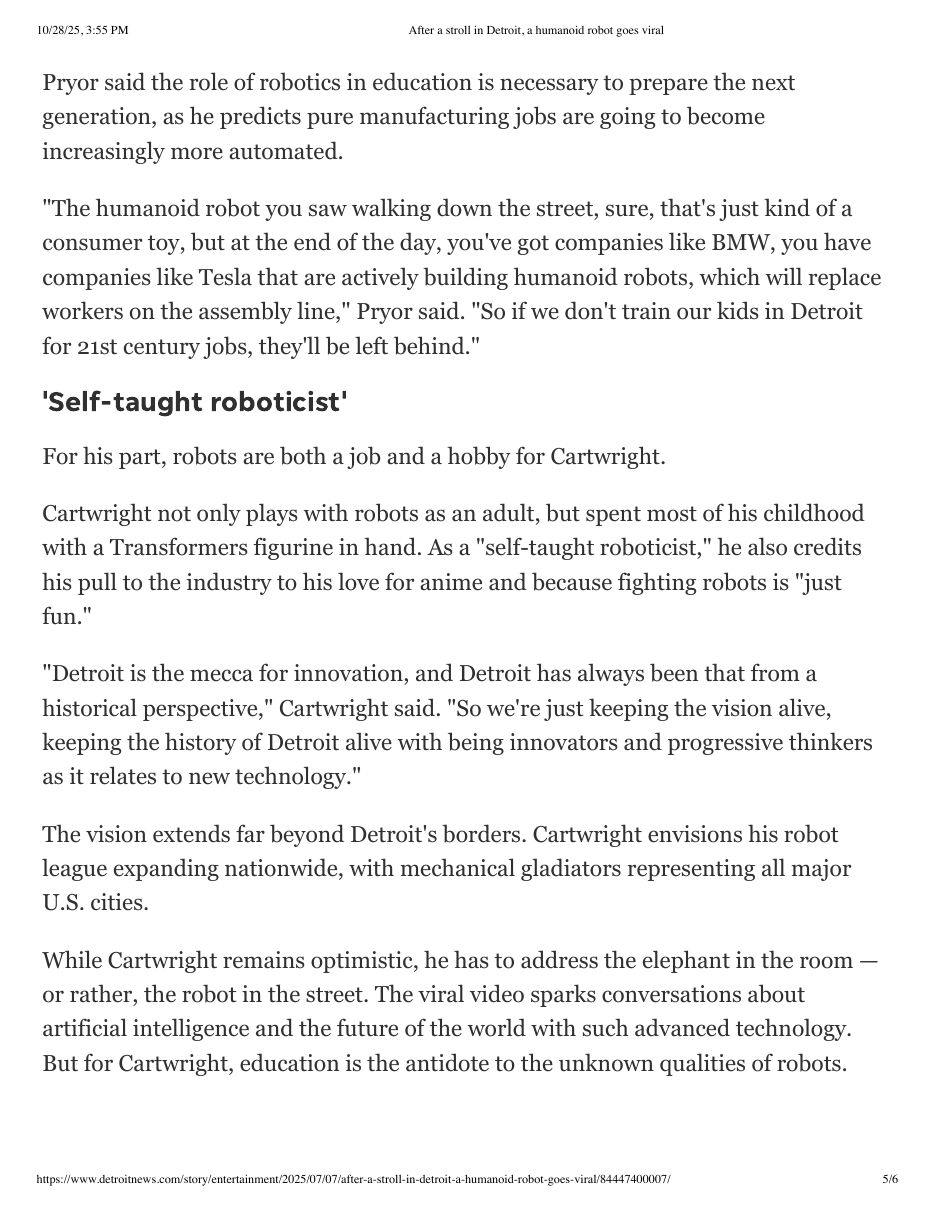 10/28/25, 3:55 PM
After a stroll in Detroit, a humanoid robot goes viral
Pryor said the role of robotics in education is necessary to prepare the next
generation, as he predicts pure manufacturing jobs are going to become
increasingly more automated.
"The humanoid robot you saw walking down the street, sure, that's just kind of a
consumer toy, but at the end of the day, you've got companies like BMW, you have
companies like Tesla that are actively building humanoid robots, which will replace
workers on the assembly line," Pryor said. "So if we don't train our kids in Detroit
for 21st century jobs, they'll be left behind."
'Self-taught roboticist'
For his part, robots are both a job and a hobby for Cartwright.
Cartwright not only plays with robots as an adult, but spent most of his childhood
with a Transformers figurine in hand. As a "self-taught roboticist," he also credits
his pull to the industry to his love for anime and because fighting robots is "just
fun."
"Detroit is the mecca for innovation, and Detroit has always been that from a
historical perspective," Cartwright said. "So we're just keeping the vision alive,
keeping the history of Detroit alive with being innovators and progressive thinkers
as it relates to new technology."
The vision extends far beyond Detroit's borders. Cartwright envisions his robot
league expanding nationwide, with mechanical gladiators representing all major
U.S. cities.
While Cartwright remains optimistic, he has to address the elephant in the room —
or rather, the robot in the street. The viral video sparks conversations about
artificial intelligence and the future of the world with such advanced technology.
But for Cartwright, education is the antidote to the unknown qualities of robots.
https://www.detroitnews.com/story/entertainment/2025/07/07/after-a-stroll-in-detroit-a-humanoid-robot-goes-viral/84447400007/
5/6